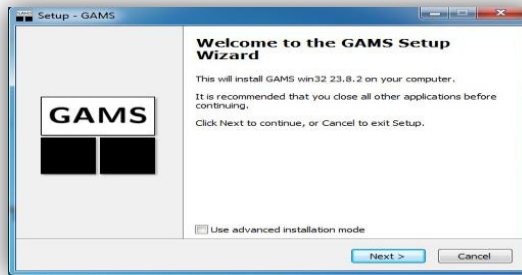 Setup - GAMS
Welcome to the GAMS Setup
Wizard
This will install GAMS win32 23.8.2 on your computer.
It is recommended that you close all other applications before
continuing.
Click Next to continue, or Cancel to exit Setup.
GAMS
Use advanced installation mode
Next >
Cancel